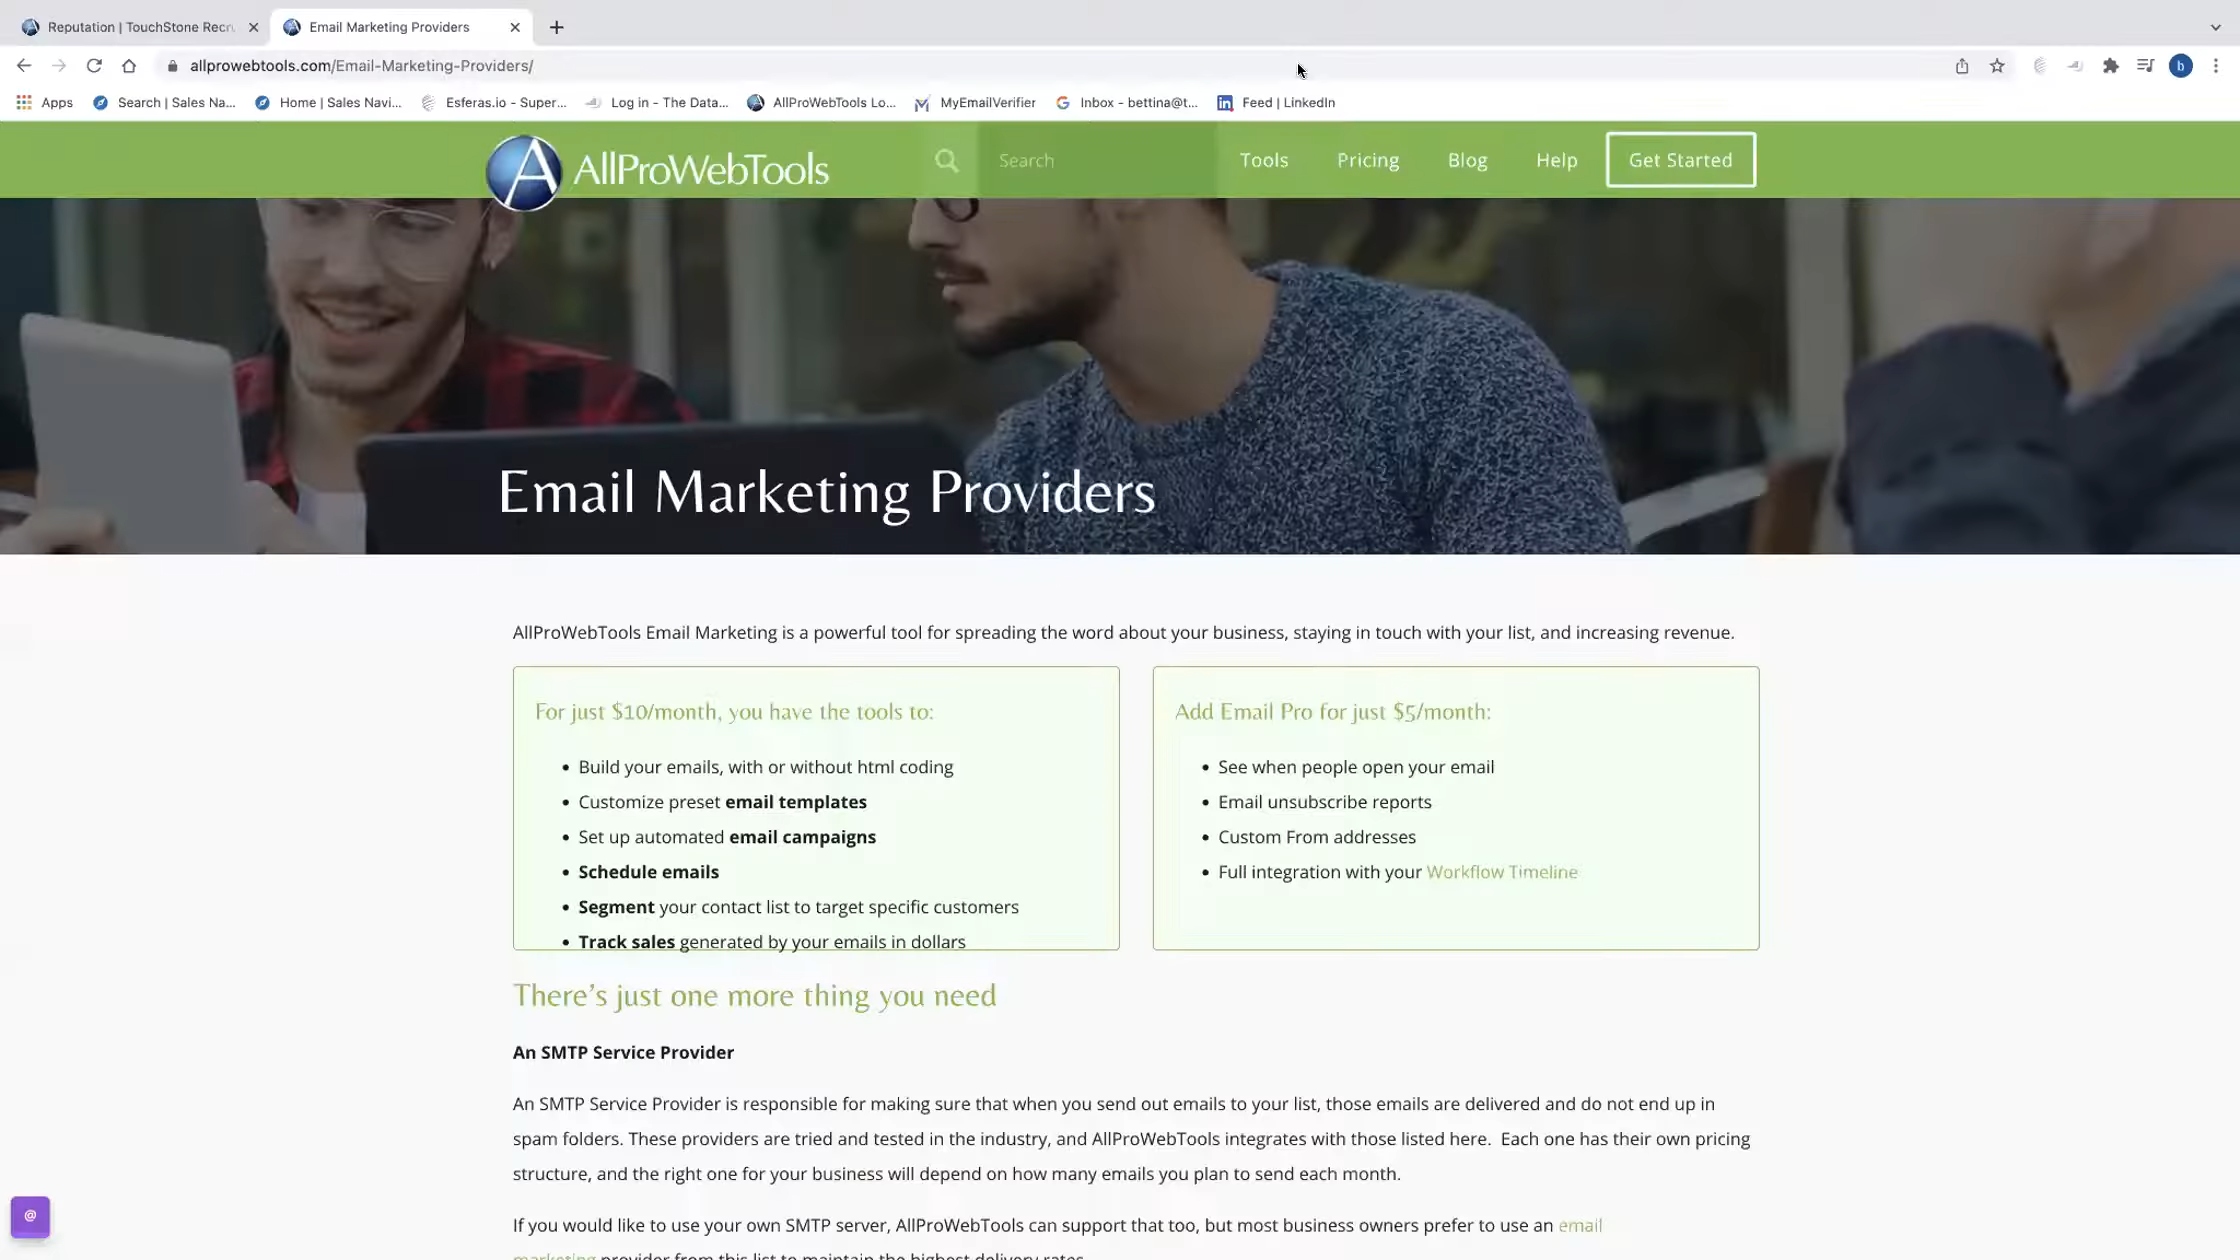 Reputation | TouchStone Recru
Email Marketing Providers
allprowebtools.com/Email-Marketing-Providers/
b
Apps
Search | Sales Na...
Home | Sales Navi...
Esferas.io - Super...
Log in - The Data...
AllProWebTools Lo...
MyEmailVerifier
Inbox - bettina@t...
Feed | LinkedIn
AllProWebTools
Search
Tools
Pricing
Blog
Help
Get Started
Email Marketing Providers
AllProWebTools Email Marketing is a powerful tool for spreading the word about your business, staying in touch with your list, and increasing revenue.
For just $10/month, you have the tools to:
• Build your emails, with or without html coding
• Customize preset email templates
• Set up automated email campaigns
• Schedule emails
• Segment your contact list to target specific customers
• Track sales generated by your emails in dollars
Add Email Pro for just $5/month:
• See when people open your email
• Email unsubscribe reports
• Custom From addresses
• Full integration with your Workflow Timeline
There's just one more thing you need
An SMTP Service Provider
An SMTP Service Provider is responsible for making sure that when you send out emails to your list, those emails are delivered and do not end up in
spam folders. These providers are tried and tested in the industry, and AllProWebTools integrates with those listed here. Each one has their own pricing
structure, and the right one for your business will depend on how many emails you plan to send each month.
If you would like to use your own SMTP server, AllProWebTools can support that too, but most business owners prefer to use an email
marketing provider from this list to maintain the highest delivery rates.
@